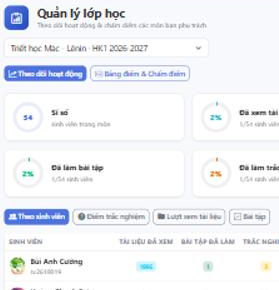 Quản lý lớp học
Theo dõi hoạt động & chấm điểm các môn bạn phụ trách
Triết học Mác - Lênin · HK1 2026-2027
Theo dõi hoạt động
Bảng điểm & Chấm điểm
54
Sĩ số
sinh viên trong môn
2%
Đã xem tài
1/54 sinh viên
2%
Đã làm bài tập
1/54 sinh viên
2%
Đã làm trắc
1/54 sinh viên
Theo sinh viên
Điểm trắc nghiệm
Lượt xem tài liệu
Bài tập
SINH VIÊN
TÀI LIỆU ĐÃ XEM
BÀI TẬP ĐÃ LÀM
TRẮC NGHI
Bùi Anh Cường
1
3